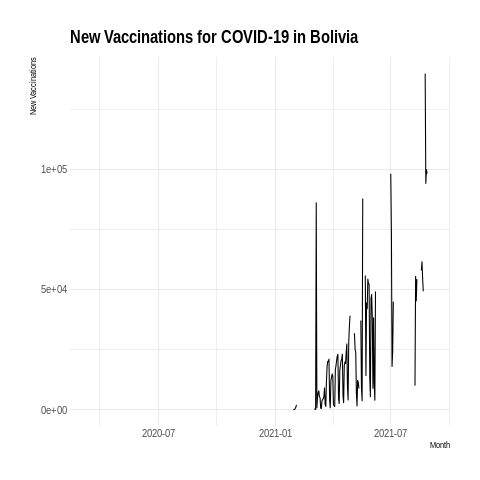 New Vaccinations for COVID-19 in Bolivia
New Vaccinations
1e+05
5e+04
0e+00
2020-07
2021-01
2021-07
Month